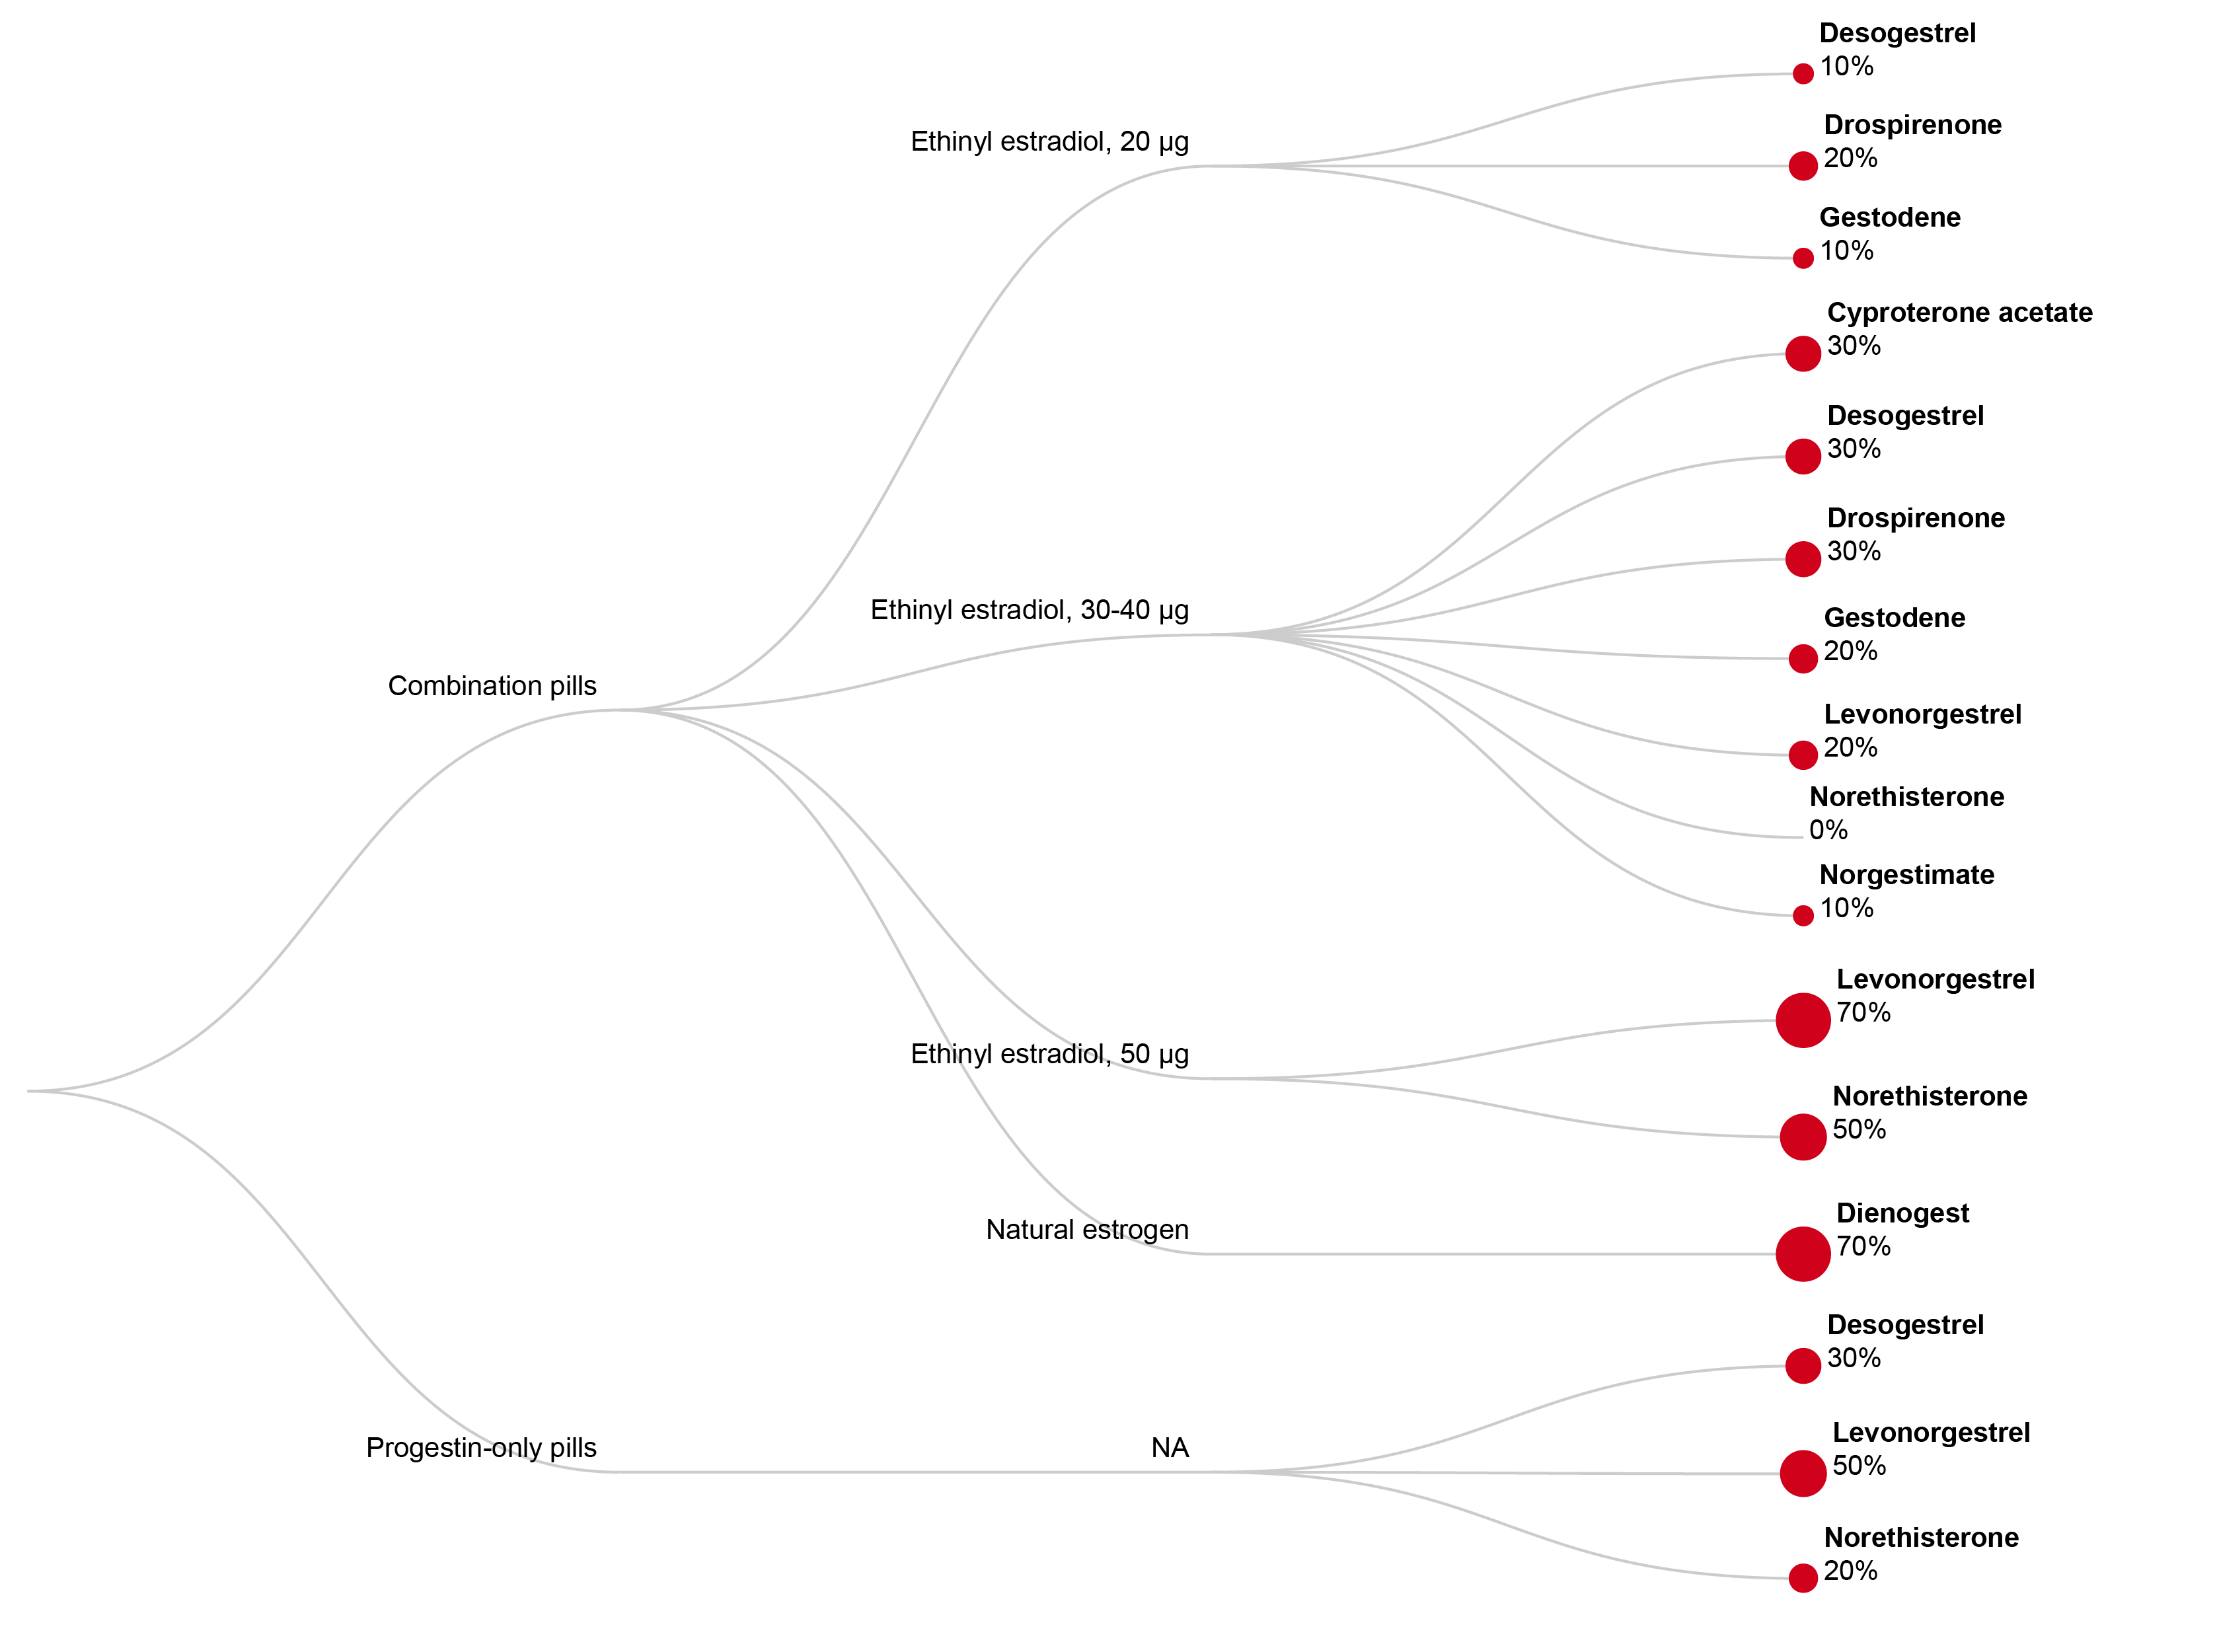 Desogestrel
10%
Drospirenone
20%
Ethinyl estradiol, 20 µg
Gestodene
10%
Cyproterone acetate
30%
Desogestrel
30%
Drospirenone
30%
Ethinyl estradiol, 30-40 µg
Gestodene
20%
Combination pills
Levonorgestrel
20%
Norethisterone
0%
Norgestimate
10%
Levonorgestrel
70%
Ethinyl estradiol, 50 µg
Norethisterone
50%
Natural estrogen
Dienogest
70%
Desogestrel
30%
Progestin-only pills
NA
Levonorgestrel
50%
Norethisterone
20%